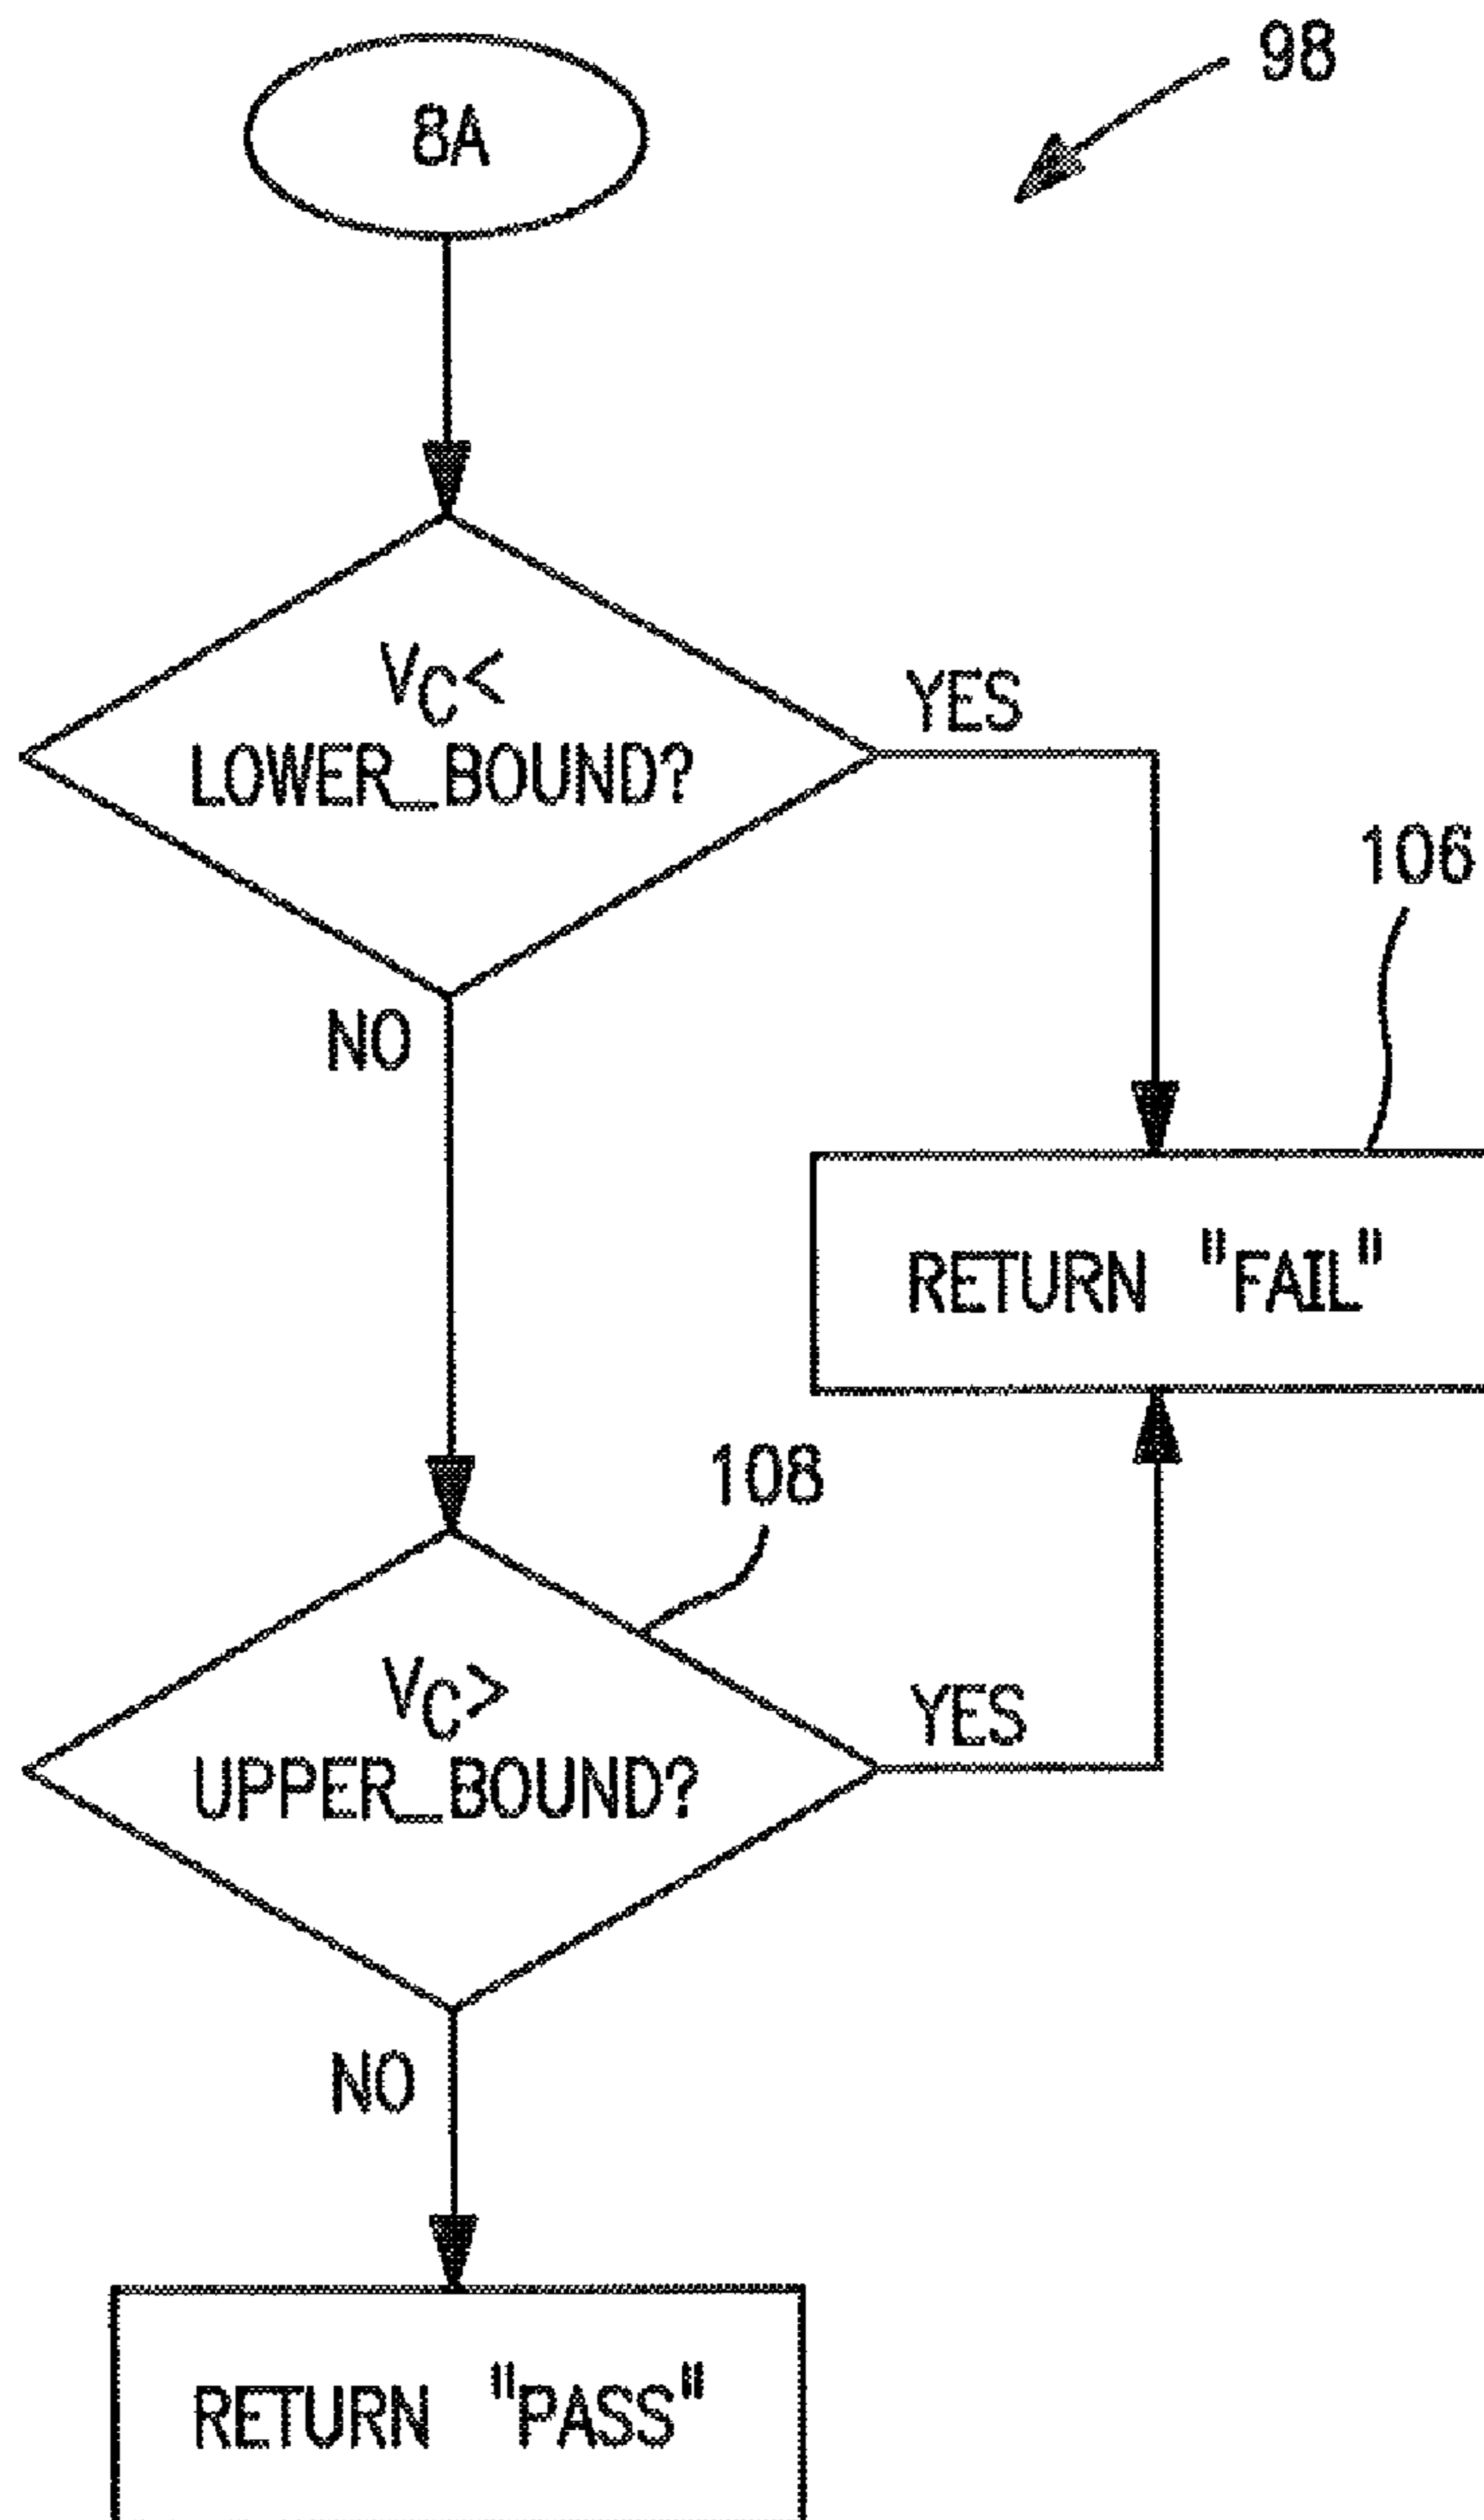 98
8A
VC<
LOWER_BOUND?
YES
106
NO
RETURN "FAIL"
108
VC>
UPPER_BOUND?
YES
NO
RETURN "PASS"